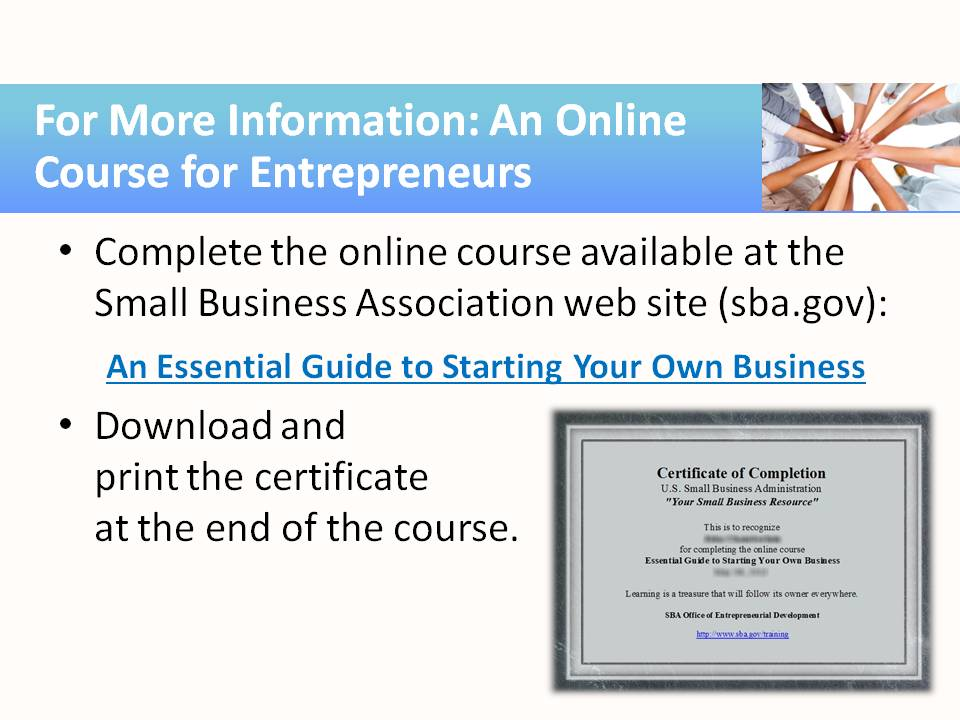 For More Information: An Online
Course for Entrepreneurs
• Complete the online course available at the
Small Business Association web site (sba.gov):
An Essential Guide to Starting Your Own Business
• Download and
print the certificate
at the end of the course.
Certificate of Completion
U.S. Small Business Administration
"Your Small Business Resource"
This is to recognize
for completing the online course
Essential Guide to Starting Your Own Business
Learning is a treasure that will follow its owner everywhere.
SBA Office of Entrepreneurial Development
http://www.sba.gov/training